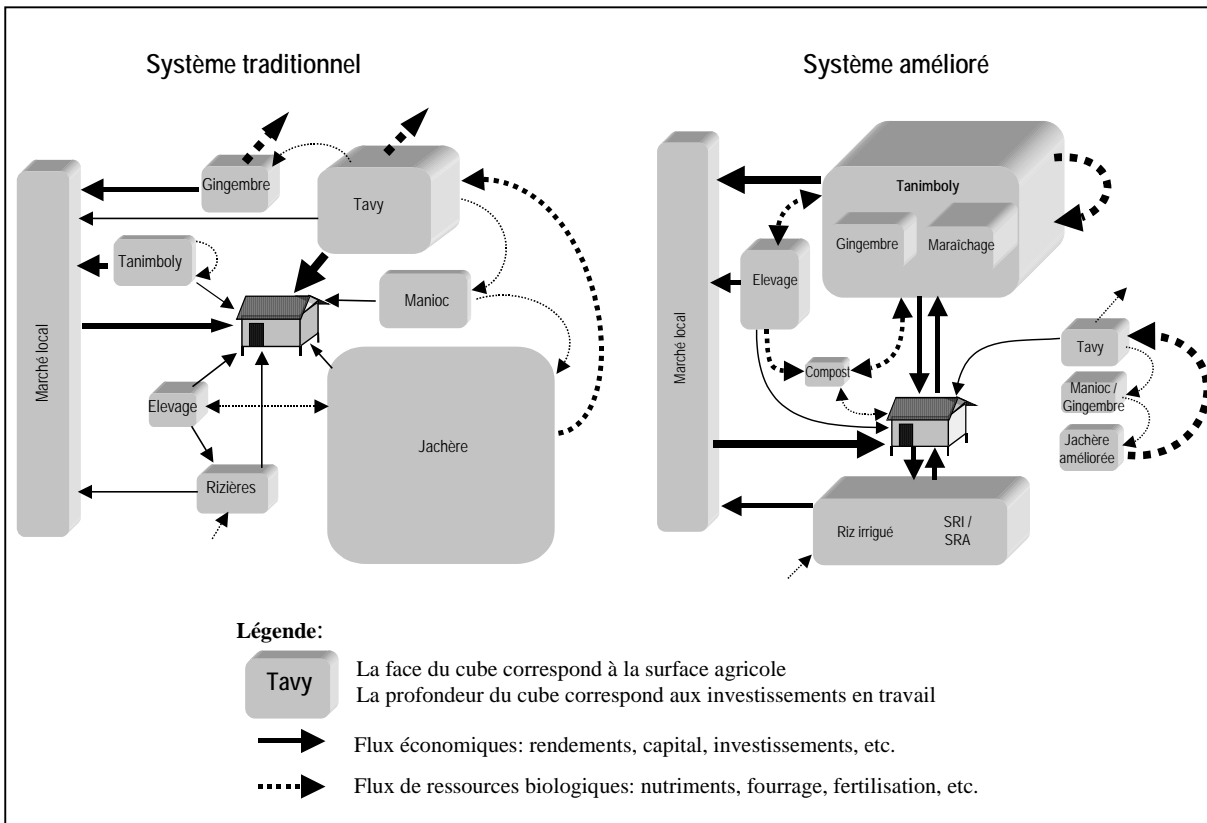 Système traditionnel
Marché local
Gingembre
Tavy
Tanimboly
Manioc
Elevage
Jachère
Rizières
Système amélioré
Marché local
Tanimboly
Gingembre
Maraîchage
Elevage
Compost
Tavy
Manioc /
Gingembre
Jachère
améliorée
Riz irrigué
SRI /
SRA
Légende:
Tavy
La face du cube correspond à la surface agricole
La profondeur du cube correspond aux investissements en travail
Flux économiques: rendements, capital, investissements, etc.
Flux de ressources biologiques: nutriments, fourrage, fertilisation, etc.